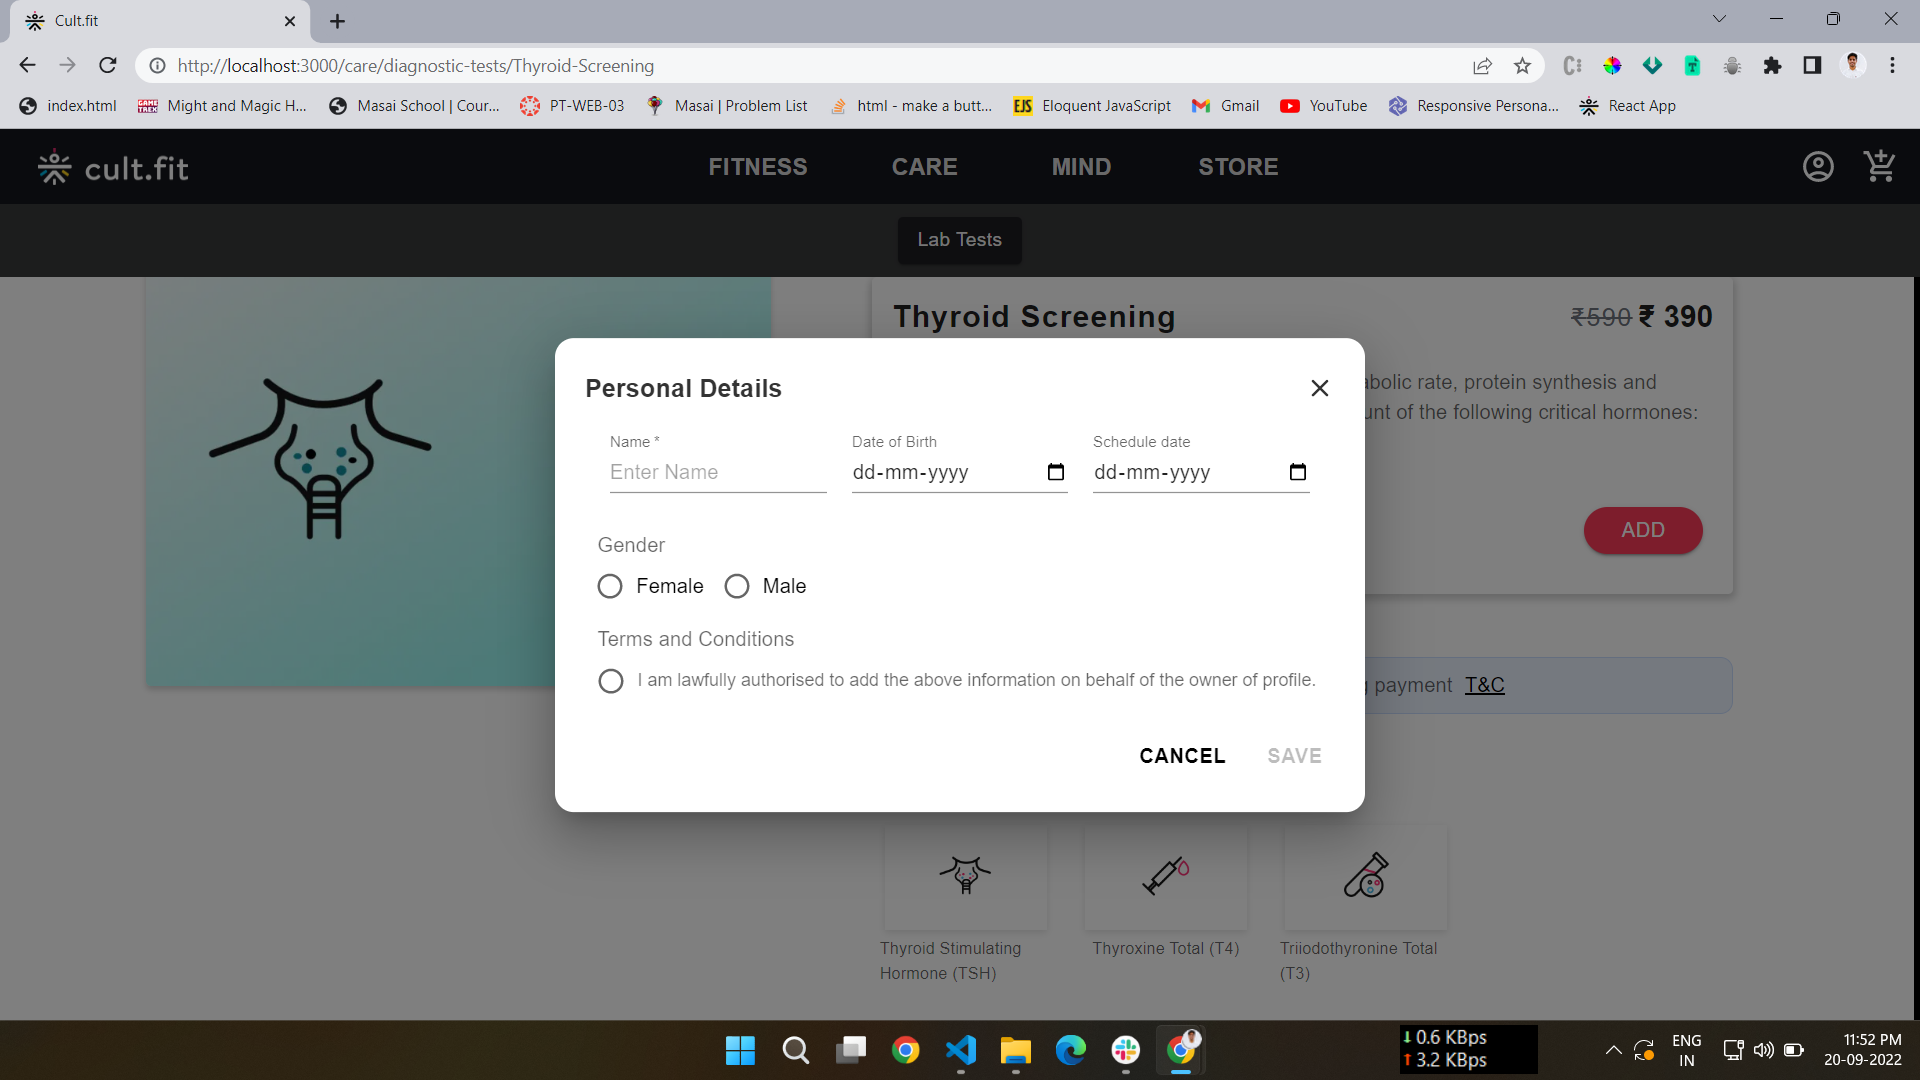 Cult.fit
http://localhost:3000/care/diagnostic-tests/Thyroid-Screening
index.html
Might and Magic H...
Masai School | Cour...
PT-WEB-03
Masai | Problem List
html - make a butt...
EJS
Eloquent JavaScript
Gmail
YouTube
Responsive Persona...
React App
cult.fit
FITNESS
CARE
MIND
STORE
Lab Tests
Thyroid Screening
₹590 ₹ 390
abolic rate, protein synthesis and
unt of the following critical hormones:
ADD
payment T&C
Personal Details
Name *
Enter Name
Date of Birth
dd-mm-yyyy
Schedule date
dd-mm-yyyy
Gender
Female
Male
Terms and Conditions
I am lawfully authorised to add the above information on behalf of the owner of profile.
CANCEL
SAVE
Thyroid Stimulating
Hormone (TSH)
Thyroxine Total (T4)
Triiodothyronine Total
(T3)
0.6 KBps
3.2 KBps
ENG
IN
11:52 PM
20-09-2022